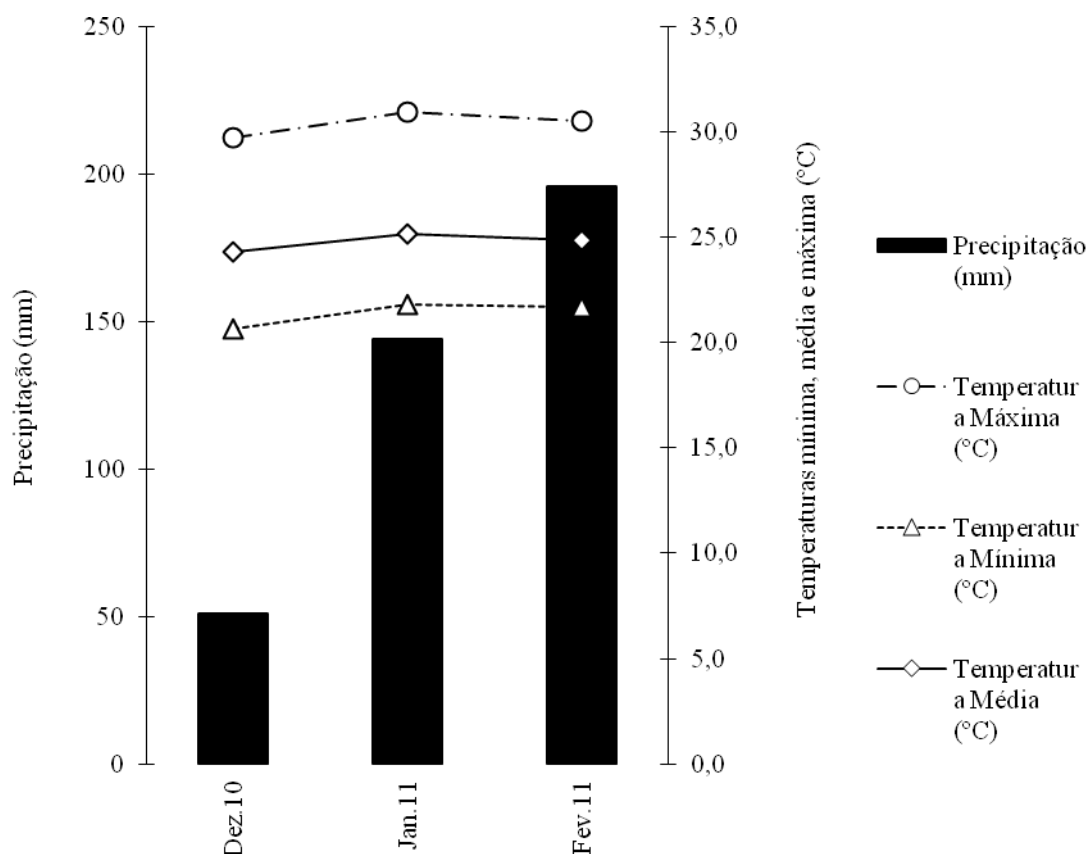 250
200
150
100
50
0
Precipitação (mm)
35,0
30,0
25,0
20,0
15,0
10,0
5,0
0,0
Temperaturas mínima, média e máxima (°C)
Dez.10
Jan.11
Fev.11
Precipitação
(mm)
Temperatur
a Máxima
(°C)
Temperatur
a Mínima
(°C)
Temperatur
a Média
(°C)